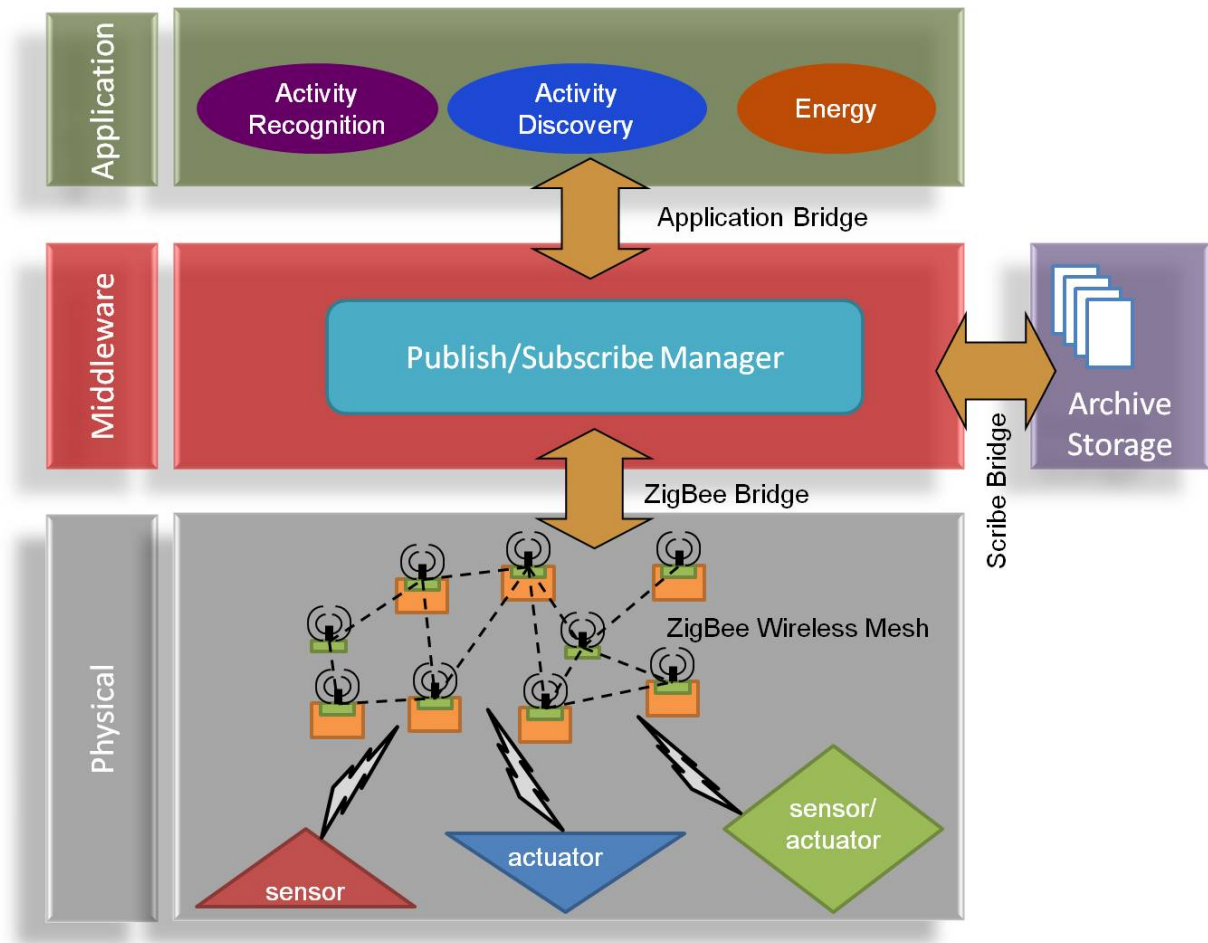 Application
Activity
Recognition
Activity
Discovery
Energy
Application Bridge
Middleware
Publish/Subscribe Manager
Archive
Storage
Scribe Bridge
ZigBee Bridge
Physical
ZigBee Wireless Mesh
sensor
actuator
sensor/
actuator